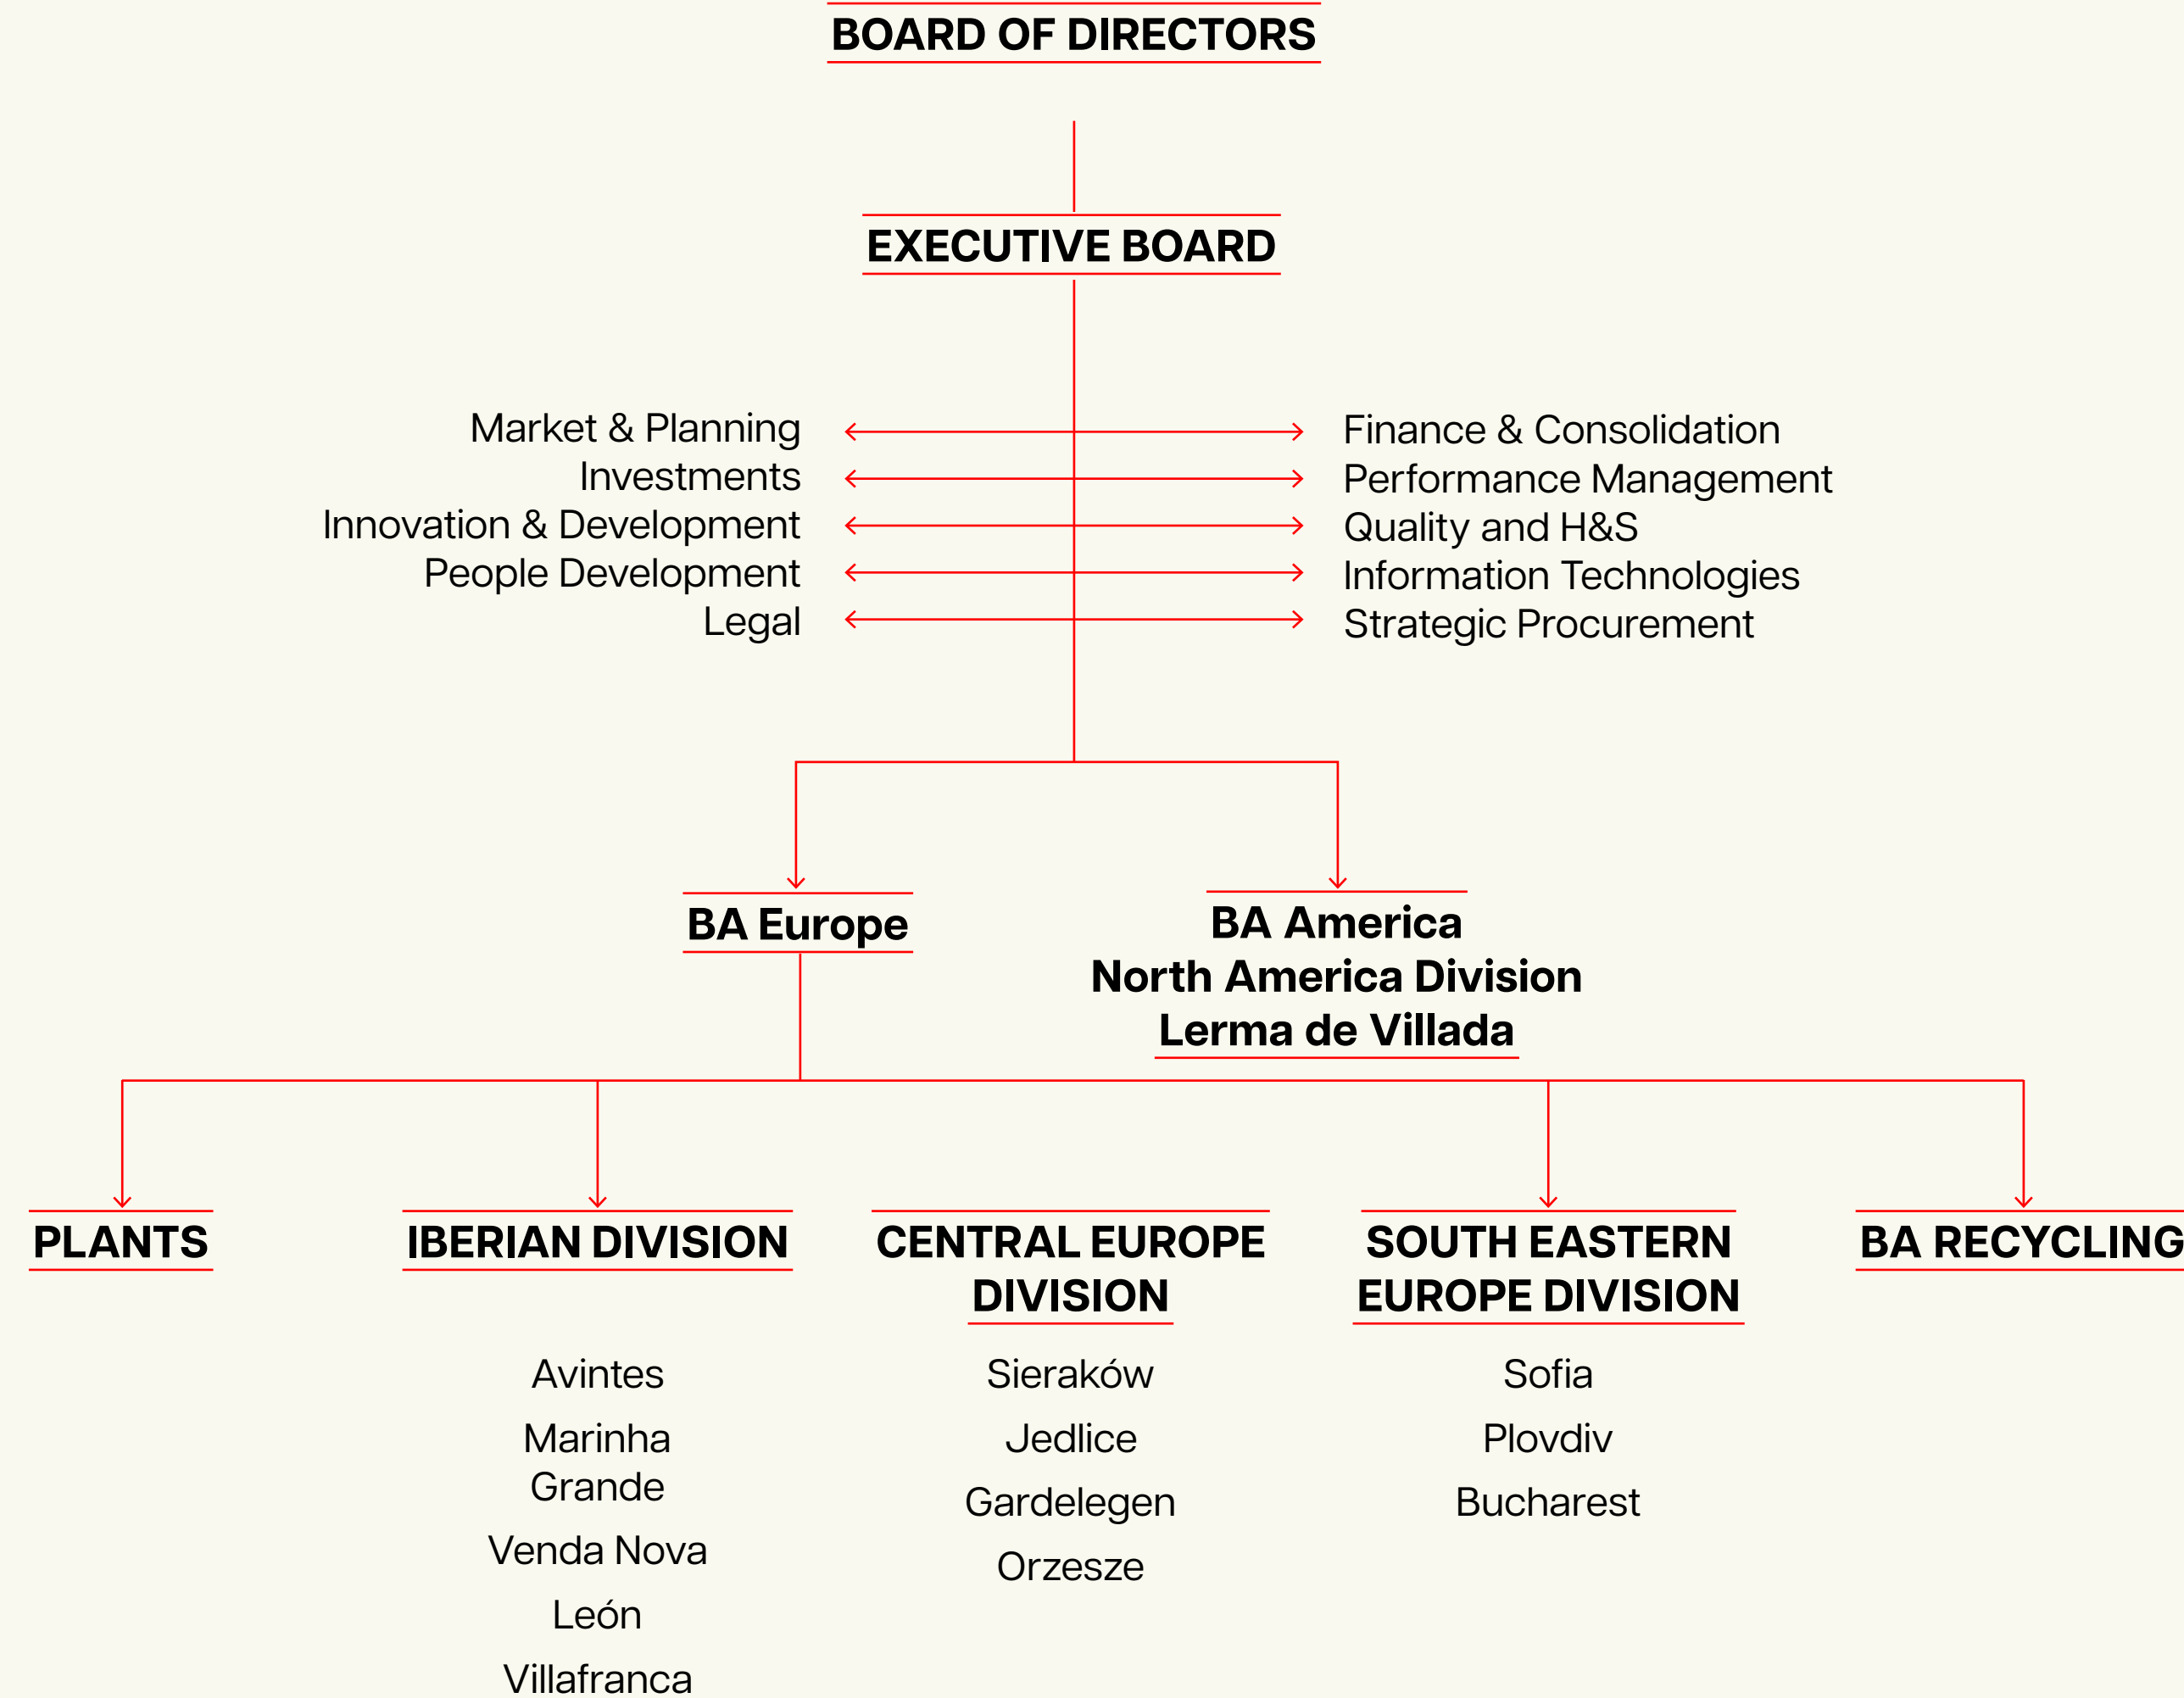 BOARD OF DIRECTORS
EXECUTIVE BOARD
Market & Planning
Investments
Innovation & Development
People Development
Legal
Finance & Consolidation
Performance Management
Quality and H&S
Information Technologies
Strategic Procurement
BA Europe
BA America
North America Division
Lerma de Villada
PLANTS
IBERIAN DIVISION
Avintes
Marinha
Grande
Venda Nova
León
Villafranca
CENTRAL EUROPE
DIVISION
Sieraków
Jedlice
Gardelegen
Orzesze
SOUTH EASTERN
EUROPE DIVISION
Sofia
Plovdiv
Bucharest
BA RECYCLING